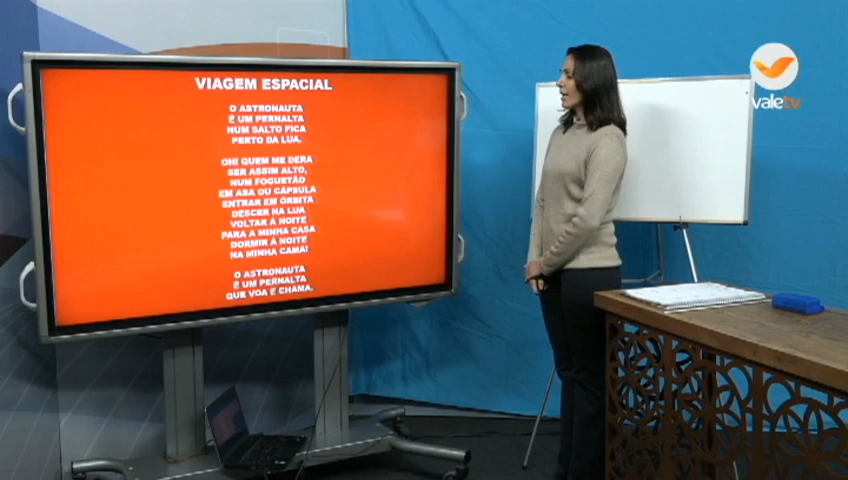 VIAGEM ESPACIAL
O ASTRONAUTA
É UM PERNALTA
NUM SALTO FICA
PERTO DA LUA.
OH! QUEM ME DERA
SER ASSIM ALTO,
NUM FOGUETÃO
EM ASA OU CÁPSULA
ENTRAR EM ÓRBITA
DESCER NA LUA
VOLTAR À NOITE
PARA A MINHA CASA
DORMIR À NOITE
NA MINHA CAMA!
O ASTRONAUTA
É UM PERNALTA
QUE VOA E CHAMA.
valetv